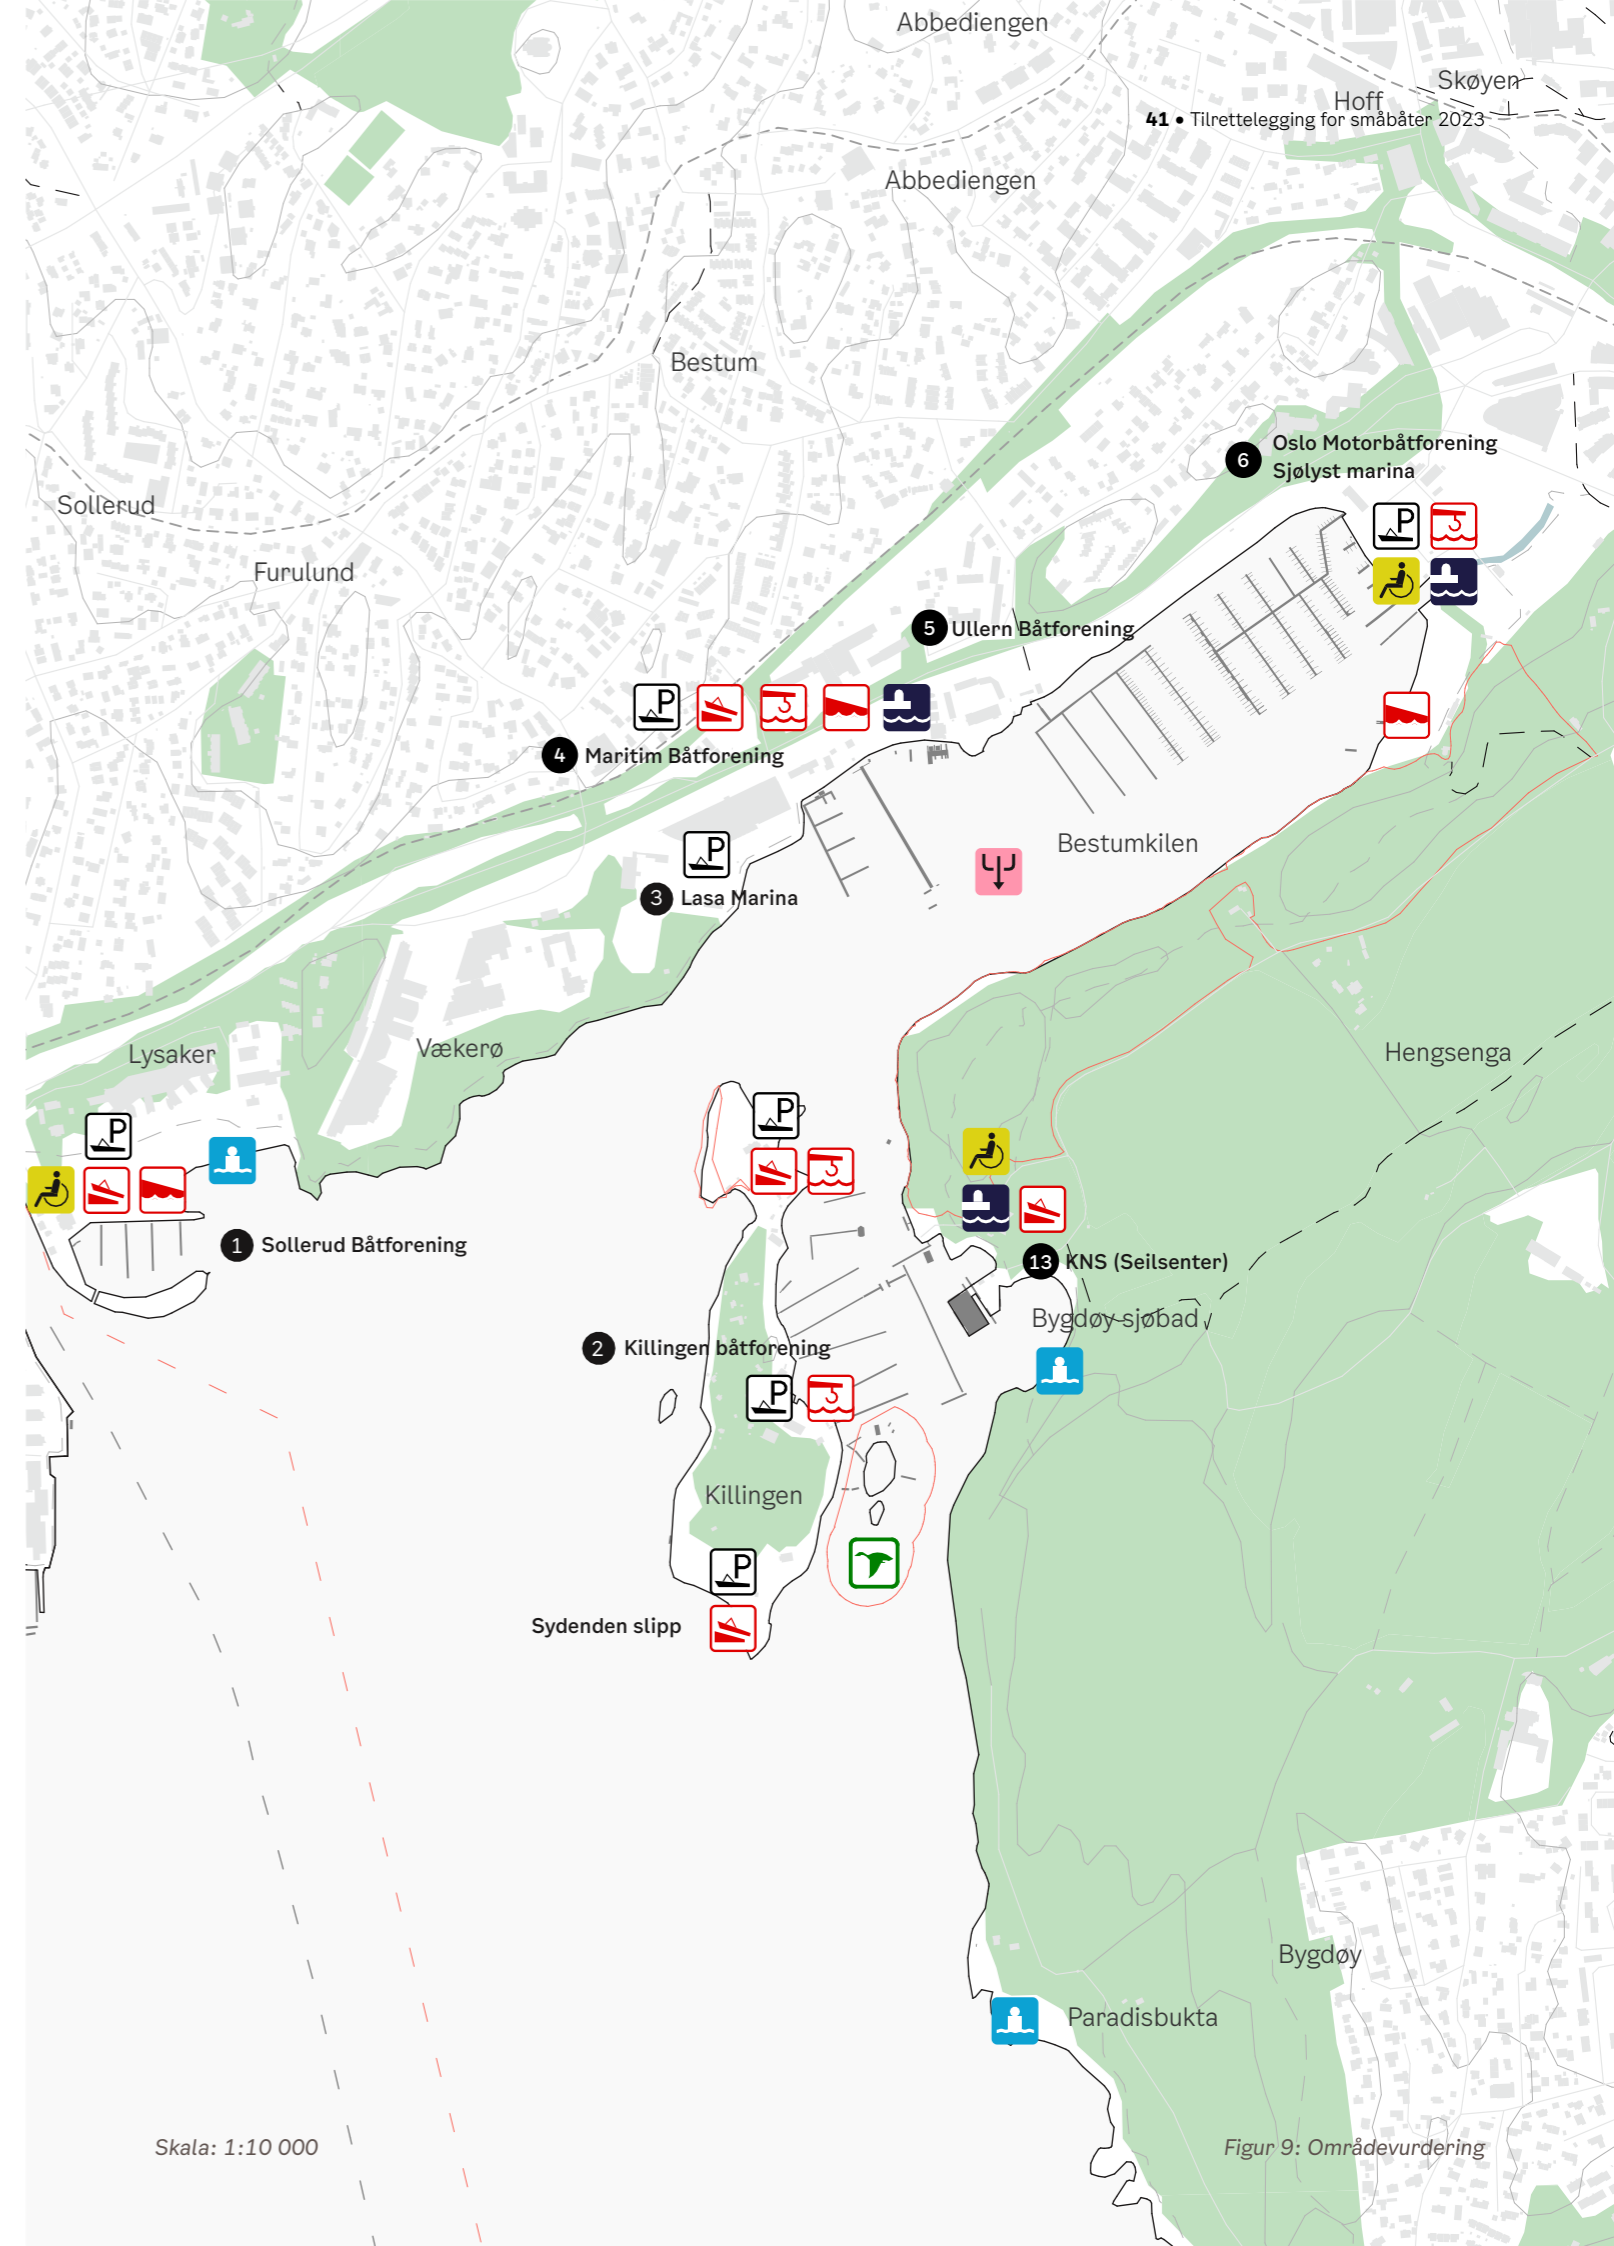 Abbediengen
Skøyen
Hoff
41 • Tilrettelegging for småbåter 2023
Abbediengen
Bestum
6 Oslo Motorbåtforening
Sjølyst marina
Sollerud
P
Furulund
5 Ullern Båtforening
P
4 Maritim Båtforening
P
Bestumkilen
3 Lasa Marina
Lysaker
Vækerø
Hengsenga
P
P
1 Sollerud Båtforening
13 KNS (Seilsenter)
Bygdøy sjøbad
2 Killingen båtforening
P
Killingen
P
Sydenden slipp
Bygdøy
Paradisbukta
Skala: 1:10 000
Figur 9: Områdevurdering